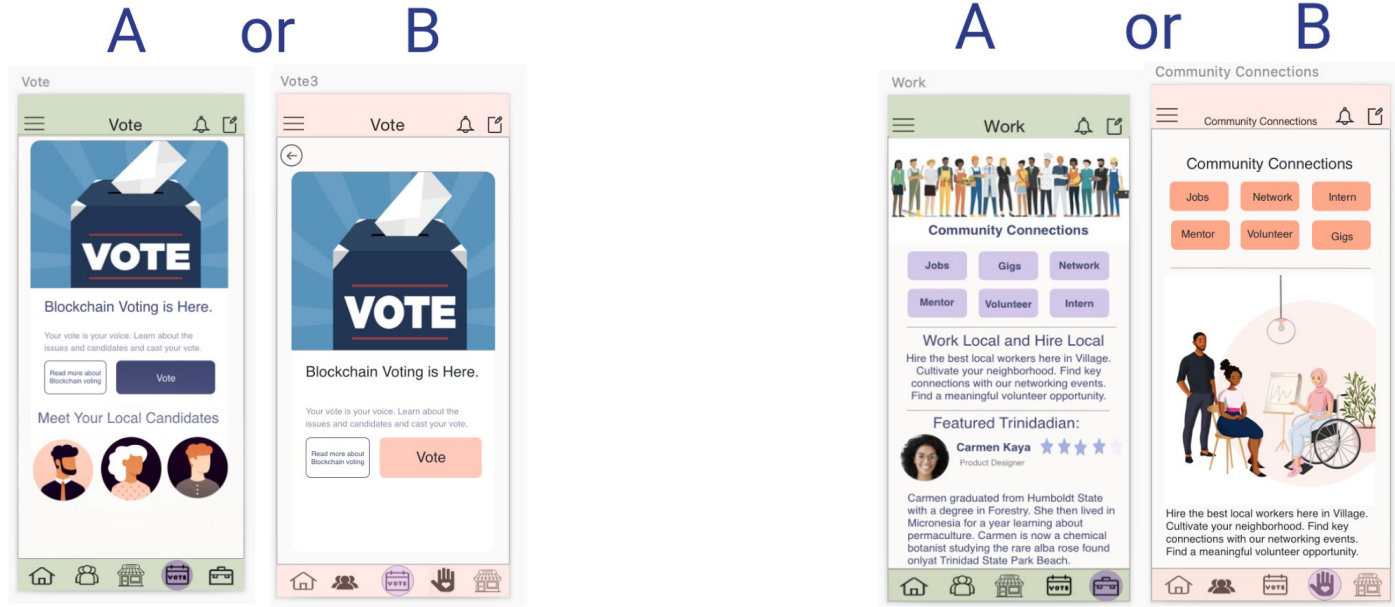 A or B
Vote
Vote
VOTE
Blockchain Voting is Here.
Your vote is your voice. Learn about the
issues and candidates and cast your vote.
Read more about
Blockchain voting
Vote
Meet Your Local Candidates
VOTE
Vote3
Vote
VOTE
Blockchain Voting is Here.
Your vote is your voice. Learn about the
issues and candidates and cast your vote.
Read more about
Blockchain voting
Vote
VOTE
A or B
Work
Work
Community Connections
Jobs Gigs Network
Mentor Volunteer Intern
Work Local and Hire Local
Hire the best local workers here in Village.
Cultivate your neighborhood. Find key
connections with our networking events.
Find a meaningful volunteer opportunity.
Featured Trinidadian:
Carmen Kaya
Product Designer
Carmen graduated from Humboldt State
with a degree in Forestry. She then lived in
Micronesia for a year learning about
permaculture. Carmen is now a chemical
botanist studying the rare alba rose found
onlyat Trinidad State Park Beach.
VOTE
Community Connections
Community Connections
Community Connections
Jobs Network Intern
Mentor Volunteer Gigs
Hire the best local workers here in Village.
Cultivate your neighborhood. Find key
connections with our networking events.
Find a meaningful volunteer opportunity.
VOTE